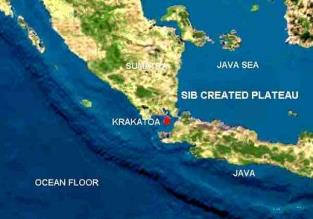 SUMATRA
JAVA SEA
SIB CREATED PLATEAU
KRAKATOA
JAVA
OCEAN FLOOR